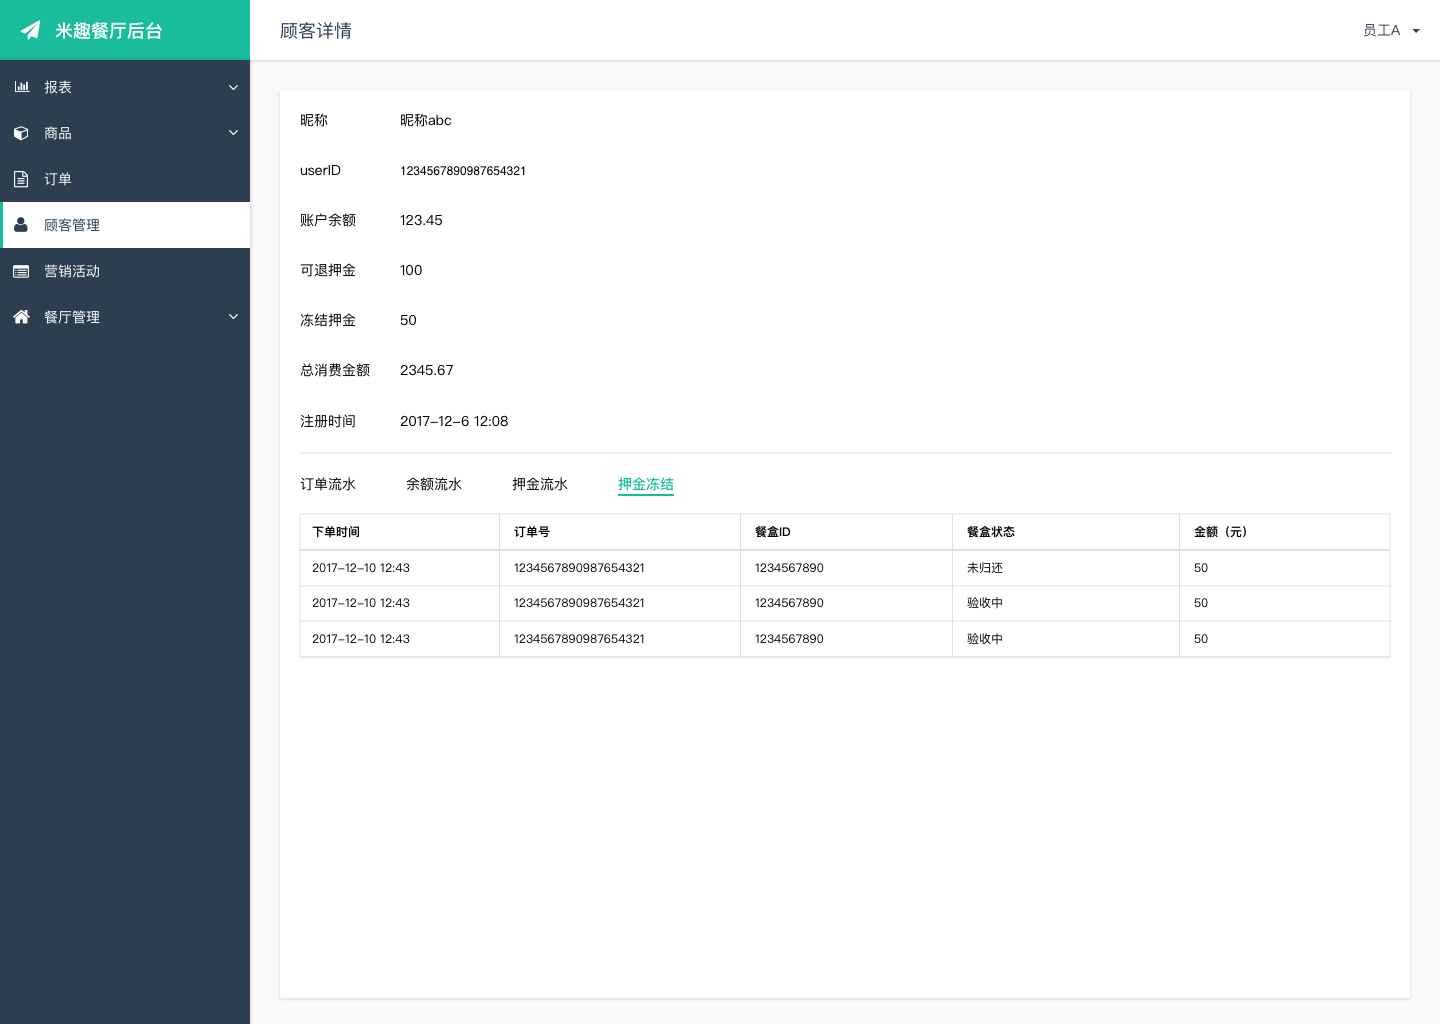 米趣餐厅后台
顾客详情
员工A
报表
商品
订单
顾客管理
营销活动
餐厅管理
昵称 昵称abc
userID 1234567890987654321
账户余额 123.45
可退押金 100
冻结押金 50
总消费金额 2345.67
注册时间 2017-12-6 12:08
订单流水 余额流水 押金流水 押金冻结
下单时间 订单号 餐盒ID 餐盒状态 金额（元）
2017-12-10 12:43 1234567890987654321 1234567890 未归还 50
2017-12-10 12:43 1234567890987654321 1234567890 验收中 50
2017-12-10 12:43 1234567890987654321 1234567890 验收中 50